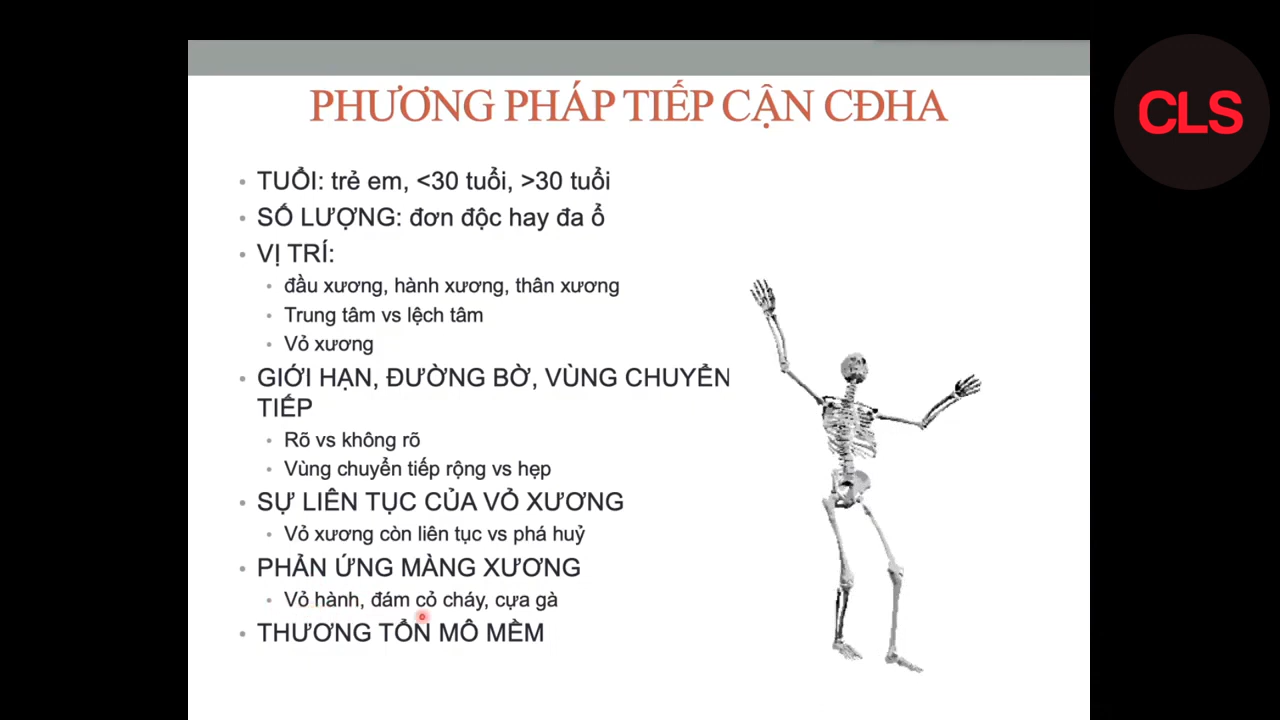 CLS
PHƯƠNG PHÁP TIẾP CẬN CĐHA
• TUỔI: trẻ em, <30 tuổi, >30 tuổi
• SỐ LƯỢNG: đơn độc hay đa ổ
• VỊ TRÍ:
• đầu xương, hành xương, thân xương
• Trung tâm vs lệch tâm
• Vỏ xương
• GIỚI HẠN, ĐƯỜNG BỜ, VÙNG CHUYỂN
TIẾP
• Rõ vs không rõ
• Vùng chuyển tiếp rộng vs hẹp
• SỰ LIÊN TỤC CỦA VỎ XƯƠNG
• Vỏ xương còn liên tục vs phá huỷ
• PHẢN ỨNG MÀNG XƯƠNG
• Vỏ hành, đám cỏ cháy, cựa gà
• THƯƠNG TỔN MÔ MỀM